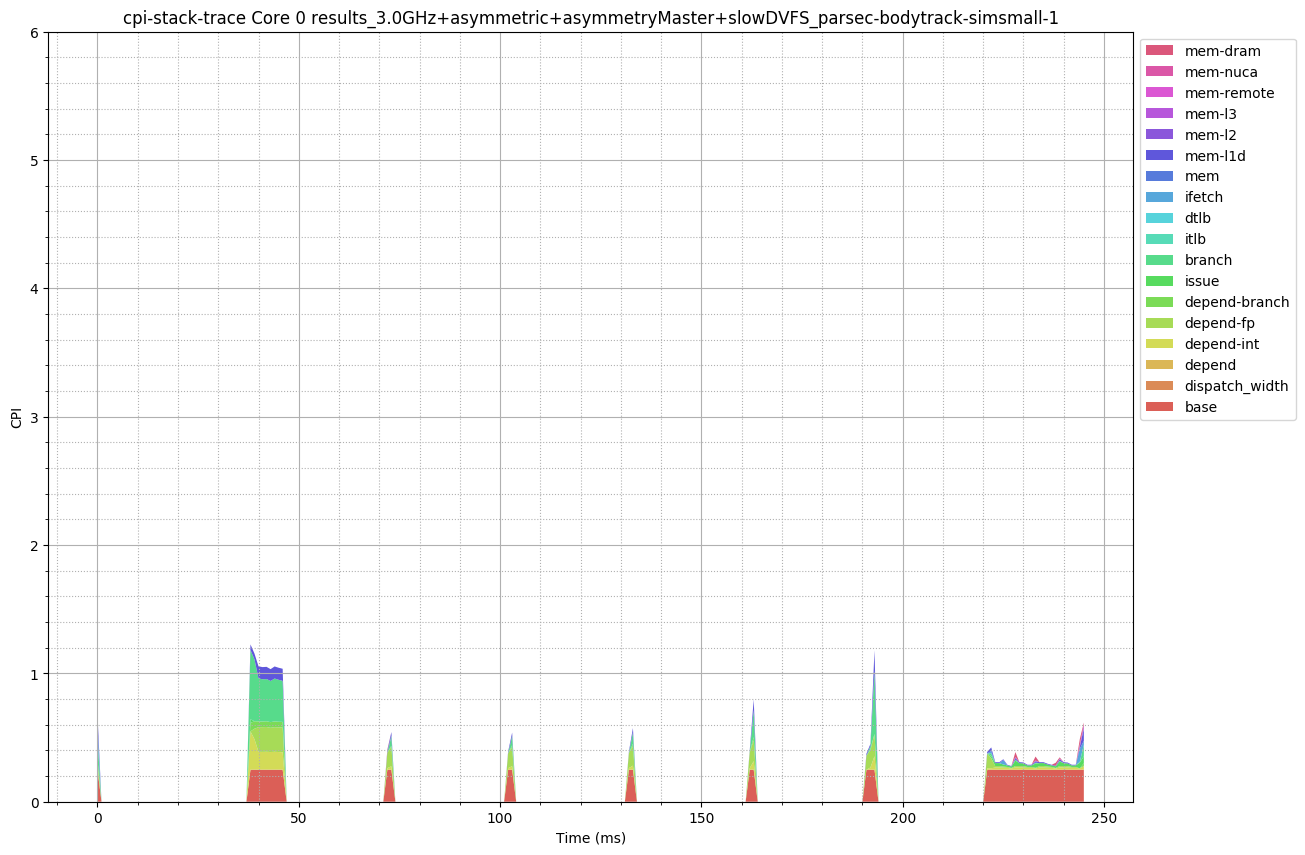 cpi-stack-trace Core 0 results_3.0GHz+asymmetric+asymmetryMaster+slowDVFS_parsec-bodytrack-simsmall-1
6
5
4
3
2
1
0
CPI
0
50
100
150
200
250
Time (ms)
mem-dram
mem-nuca
mem-remote
mem-l3
mem-l2
mem-l1d
mem
ifetch
dtlb
itlb
branch
issue
depend-branch
depend-fp
depend-int
depend
dispatch_width
base